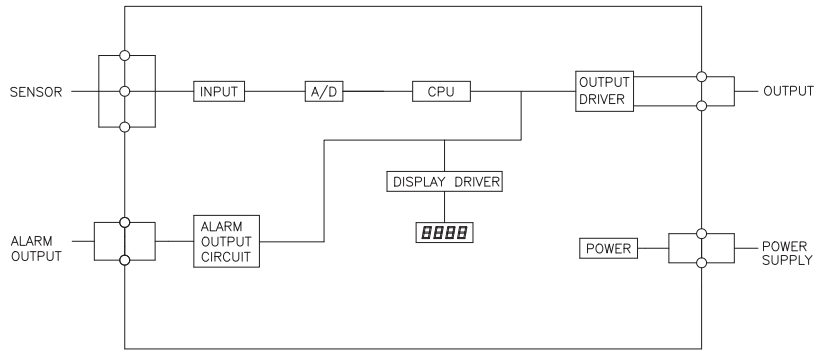 SENSOR
INPUT
A/D
CPU
OUTPUT
DRIVER
OUTPUT
DISPLAY DRIVER
8888
ALARM
OUTPUT
ALARM
OUTPUT
CIRCUIT
POWER
POWER
SUPPLY